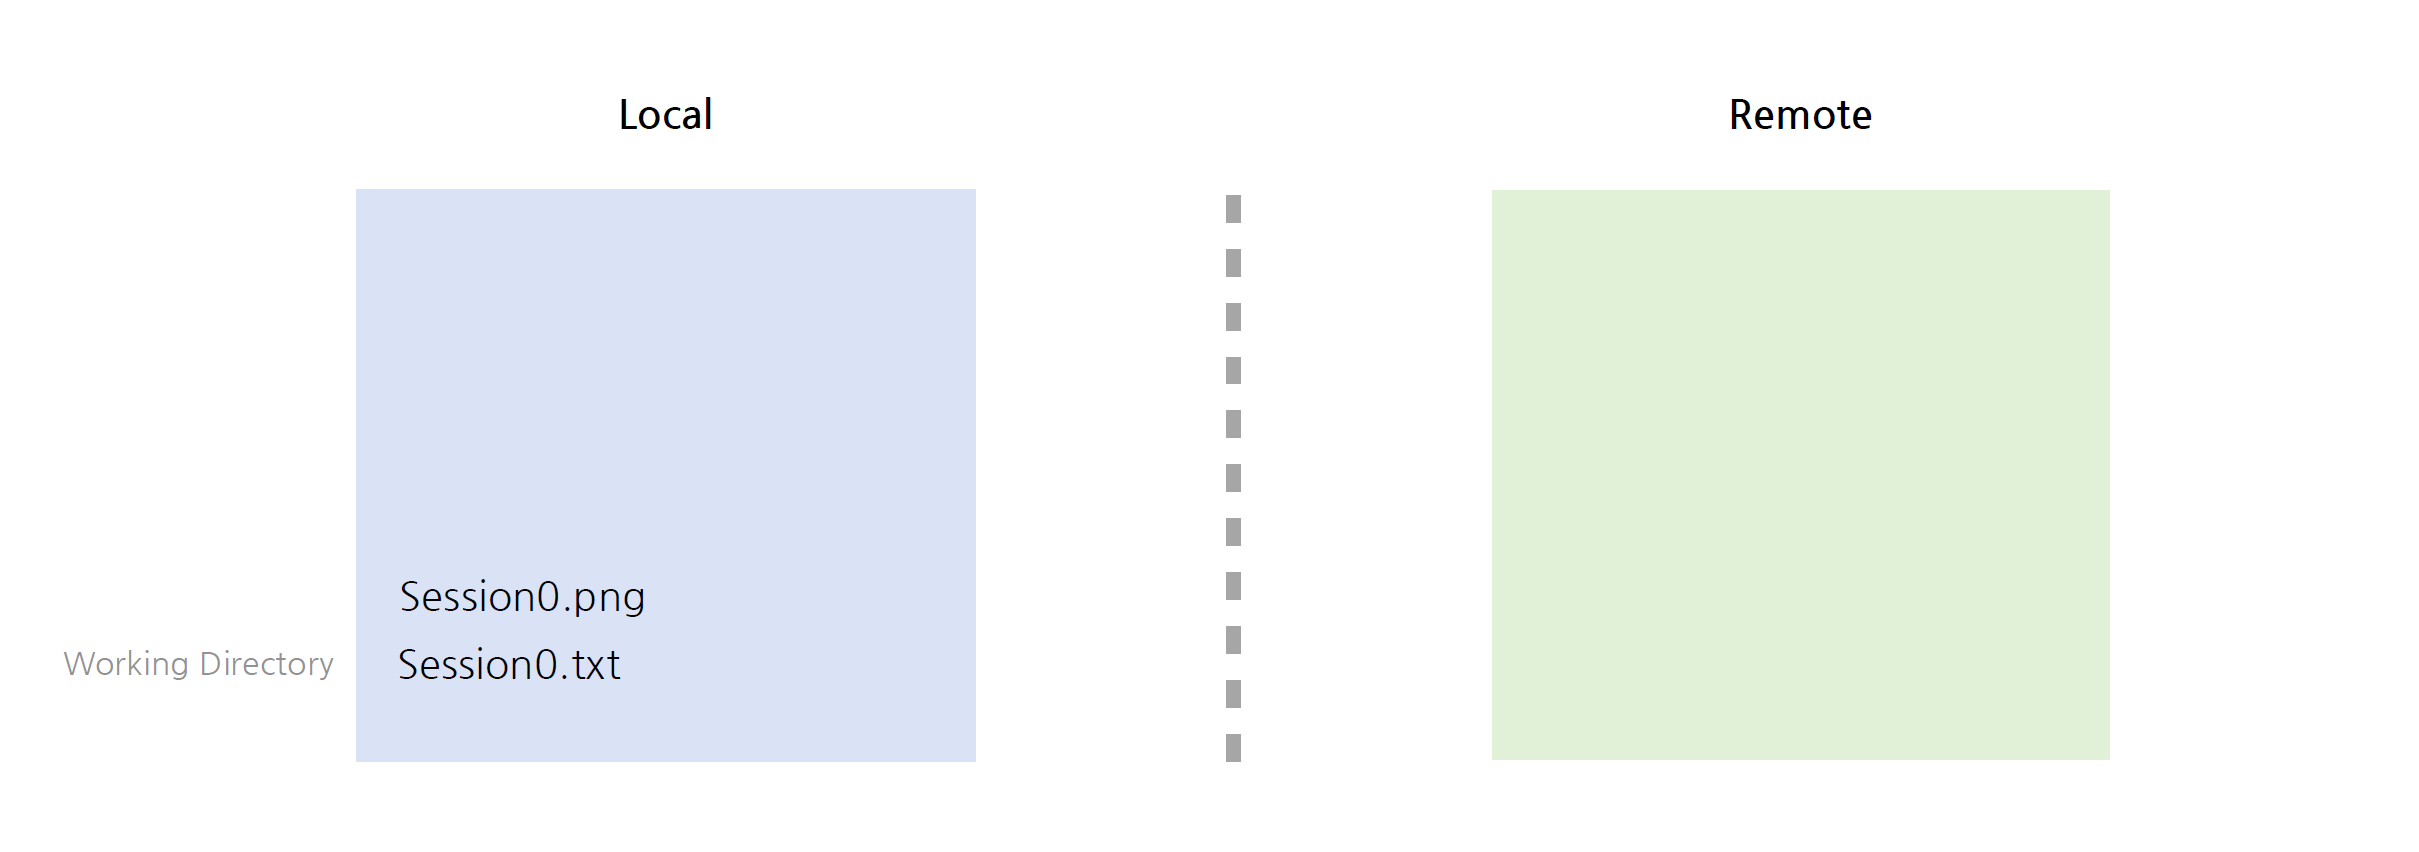 Local
Remote
Session0.png
Working Directory
Session0.txt